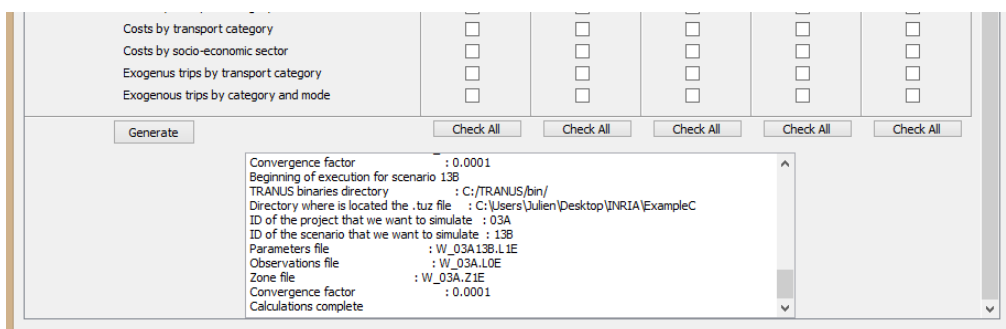 Costs by transport category
Costs by socio-economic sector
Exogenus trips by transport category
Exogenous trips by category and mode
Generate
Check All Check All Check All Check All Check All
Convergence factor : 0.0001
Beginning of execution for scenario 13B
TRANUS binaries directory : C:/TRANUS/bin/
Directory where is located the .tuz file : C:\Users\Julien\Desktop\INRIA\ExampleC
ID of the project that we want to simulate : 03A
ID of the scenario that we want to simulate : 13B
Parameters file : W_03A13B.L1E
Observations file : W_03A.L0E
Zone file : W_03A.Z1E
Convergence factor : 0.0001
Calculations complete